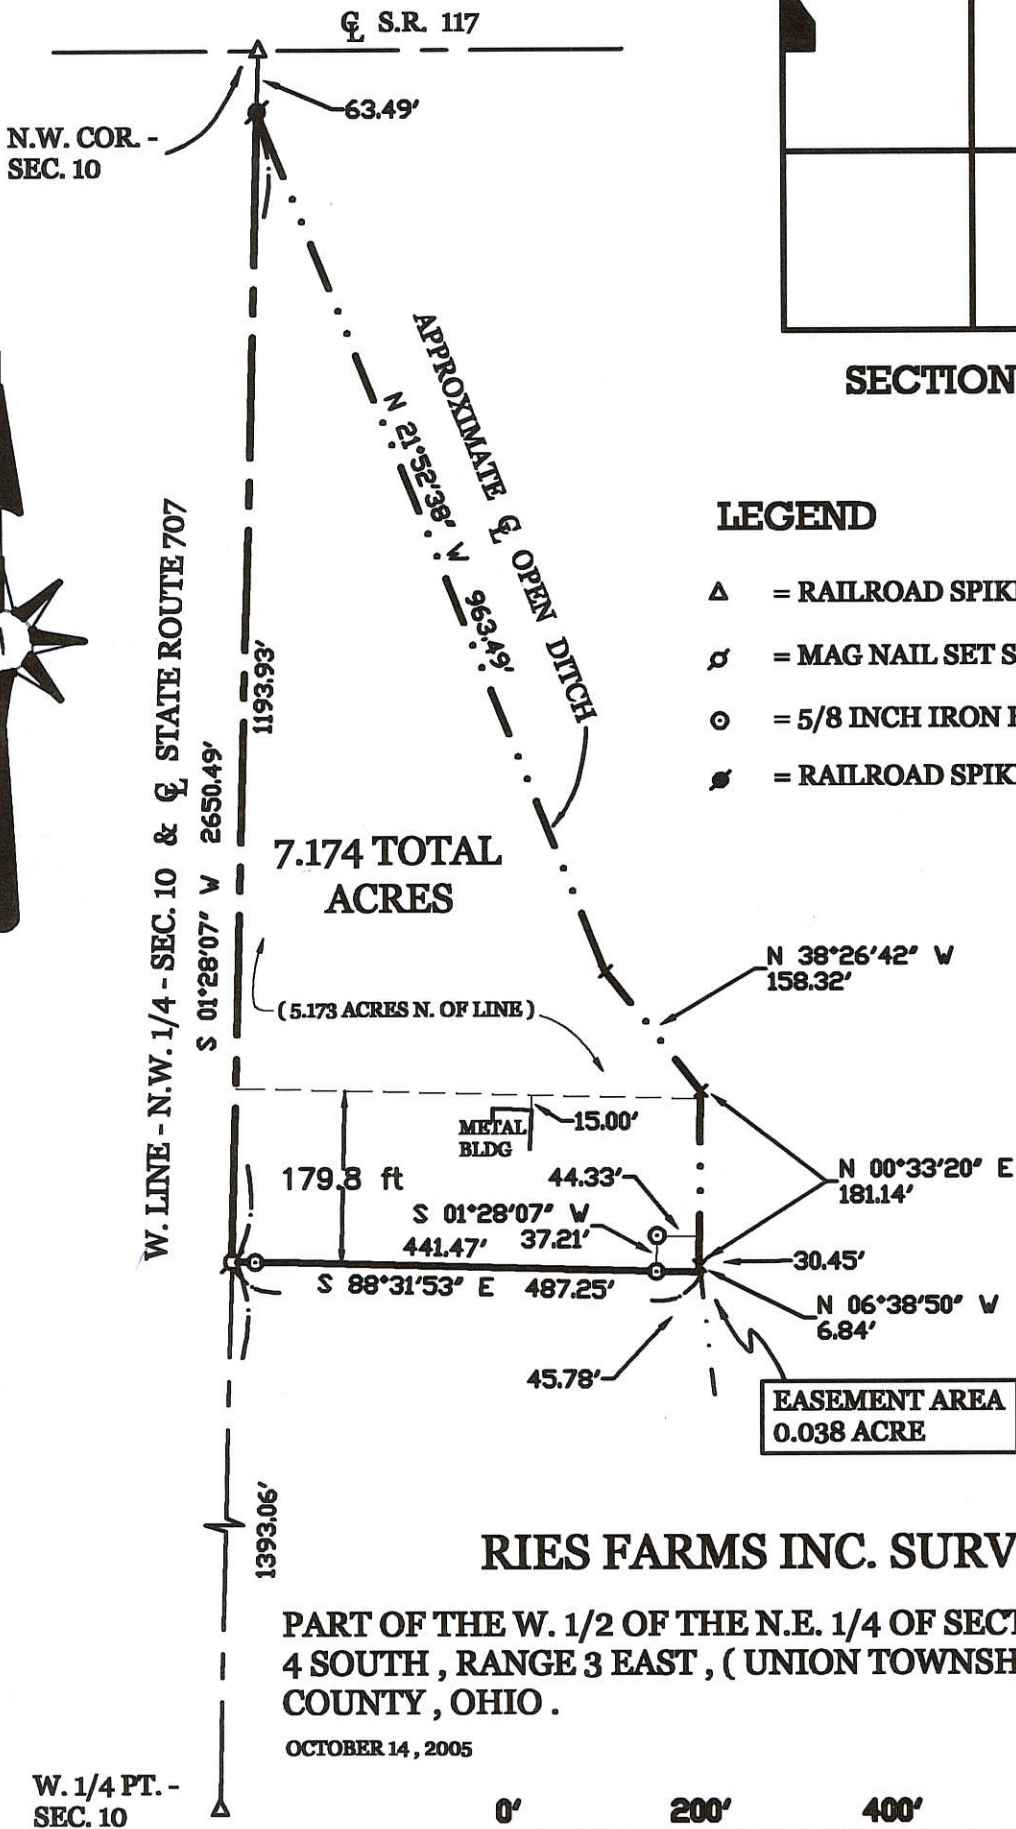 ℄ S.R. 117
63.49'
N.W. COR. -
SEC. 10
SECTION
APPROXIMATE ℄ OPEN DITCH
N 21°52'38" W 963.49'
LEGEND
△ = RAILROAD SPIK
= MAG NAIL SET S
= 5/8 INCH IRON
= RAILROAD SPIK
W. LINE - N.W. 1/4 - SEC. 10 & ℄ STATE ROUTE 707
S 01°28'07" W 2650.49'
1193.93'
7.174 TOTAL
ACRES
N 38°26'42" W
158.32'
( 5.173 ACRES N. OF LINE )
METAL
BLDG
15.00'
179.8 ft
44.33'
N 00°33'20" E
181.14'
S 01°28'07" W
37.21'
441.47'
30.45'
S 88°31'53" E 487.25'
N 06°38'50" W
6.84'
45.78'
EASEMENT AREA
0.038 ACRE
1393.06'
RIES FARMS INC. SURV
PART OF THE W. 1/2 OF THE N.E. 1/4 OF SECT
4 SOUTH , RANGE 3 EAST , ( UNION TOWNSH
COUNTY , OHIO .
OCTOBER 14 , 2005
W. 1/4 PT. -
SEC. 10
0' 200' 400'